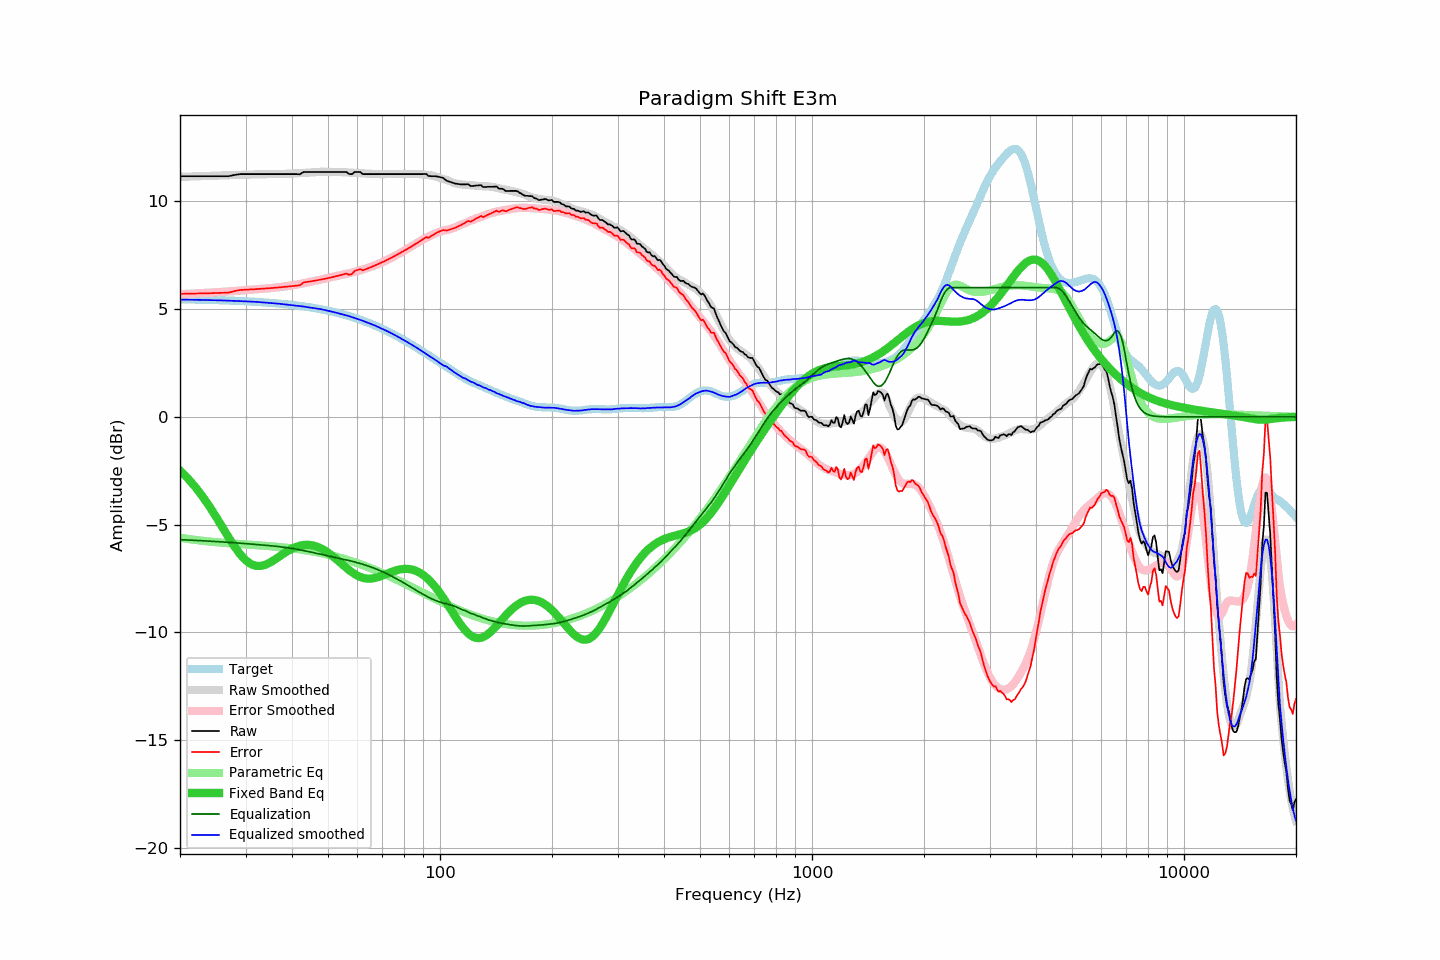 Paradigm Shift E3m
Amplitude (dBr)
10
5
0
−5
−10
−15
−20
Target
Raw Smoothed
Error Smoothed
Raw
Error
Parametric Eq
Fixed Band Eq
Equalization
Equalized smoothed
100
1000
10000
Frequency (Hz)